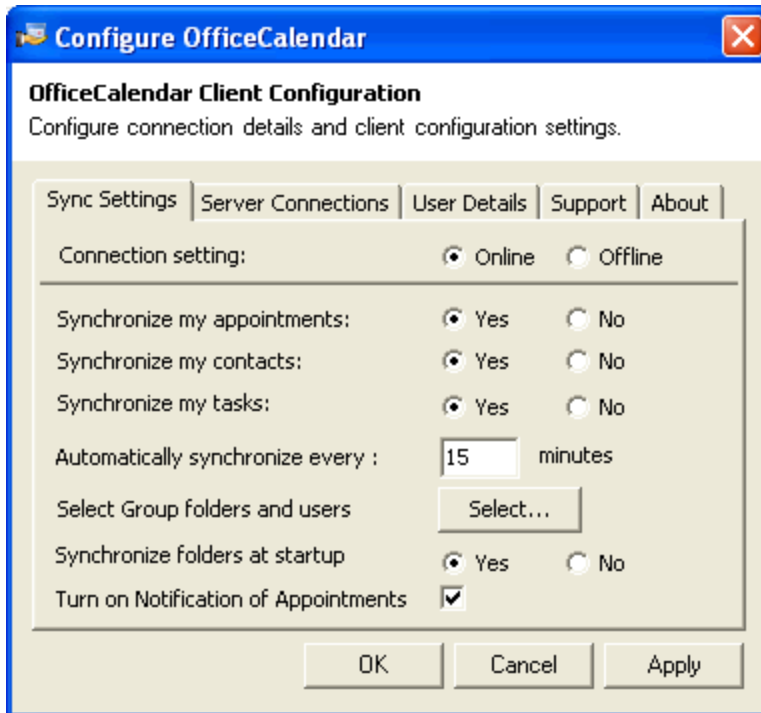 Configure OfficeCalendar
OfficeCalendar Client Configuration
Configure connection details and client configuration settings.
Sync Settings Server Connections User Details Support About
Connection setting: Online Offline
Synchronize my appointments: Yes No
Synchronize my contacts: Yes No
Synchronize my tasks: Yes No
Automatically synchronize every : 15 minutes
Select Group folders and users Select...
Synchronize folders at startup Yes No
Turn on Notification of Appointments
OK Cancel Apply